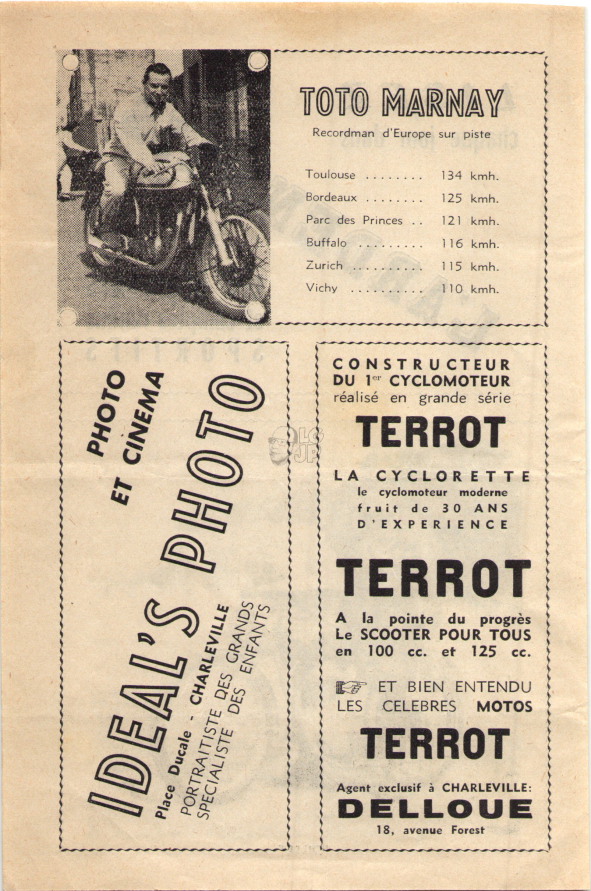 TOTO MARNAY
Recordman d'Europe sur piste
Toulouse ........ 134 kmh.
Bordeaux ........ 125 kmh.
Parc des Princes .. 121 kmh.
Buffalo ......... 116 kmh.
Zurich .......... 115 kmh.
Vichy .......... 110 kmh.
PHOTO
ET CINEMA
IDEAL'S PHOTO
Place Ducale - CHARLEVILLE
PORTRAITISTE DES GRANDS
SPECIALISTE DES ENFANTS
CONSTRUCTEUR
DU 1er CYCLOMOTEUR
réalisé en grande série
TERROT
LA CYCLORETTE
le cyclomoteur moderne
fruit de 30 ANS
D'EXPERIENCE
TERROT
A la pointe du progrès
Le SCOOTER POUR TOUS
en 100 cc. et 125 cc.
ET BIEN ENTENDU
LES CELEBRES MOTOS
TERROT
Agent exclusif à CHARLEVILLE:
DELLOUE
18, avenue Forest